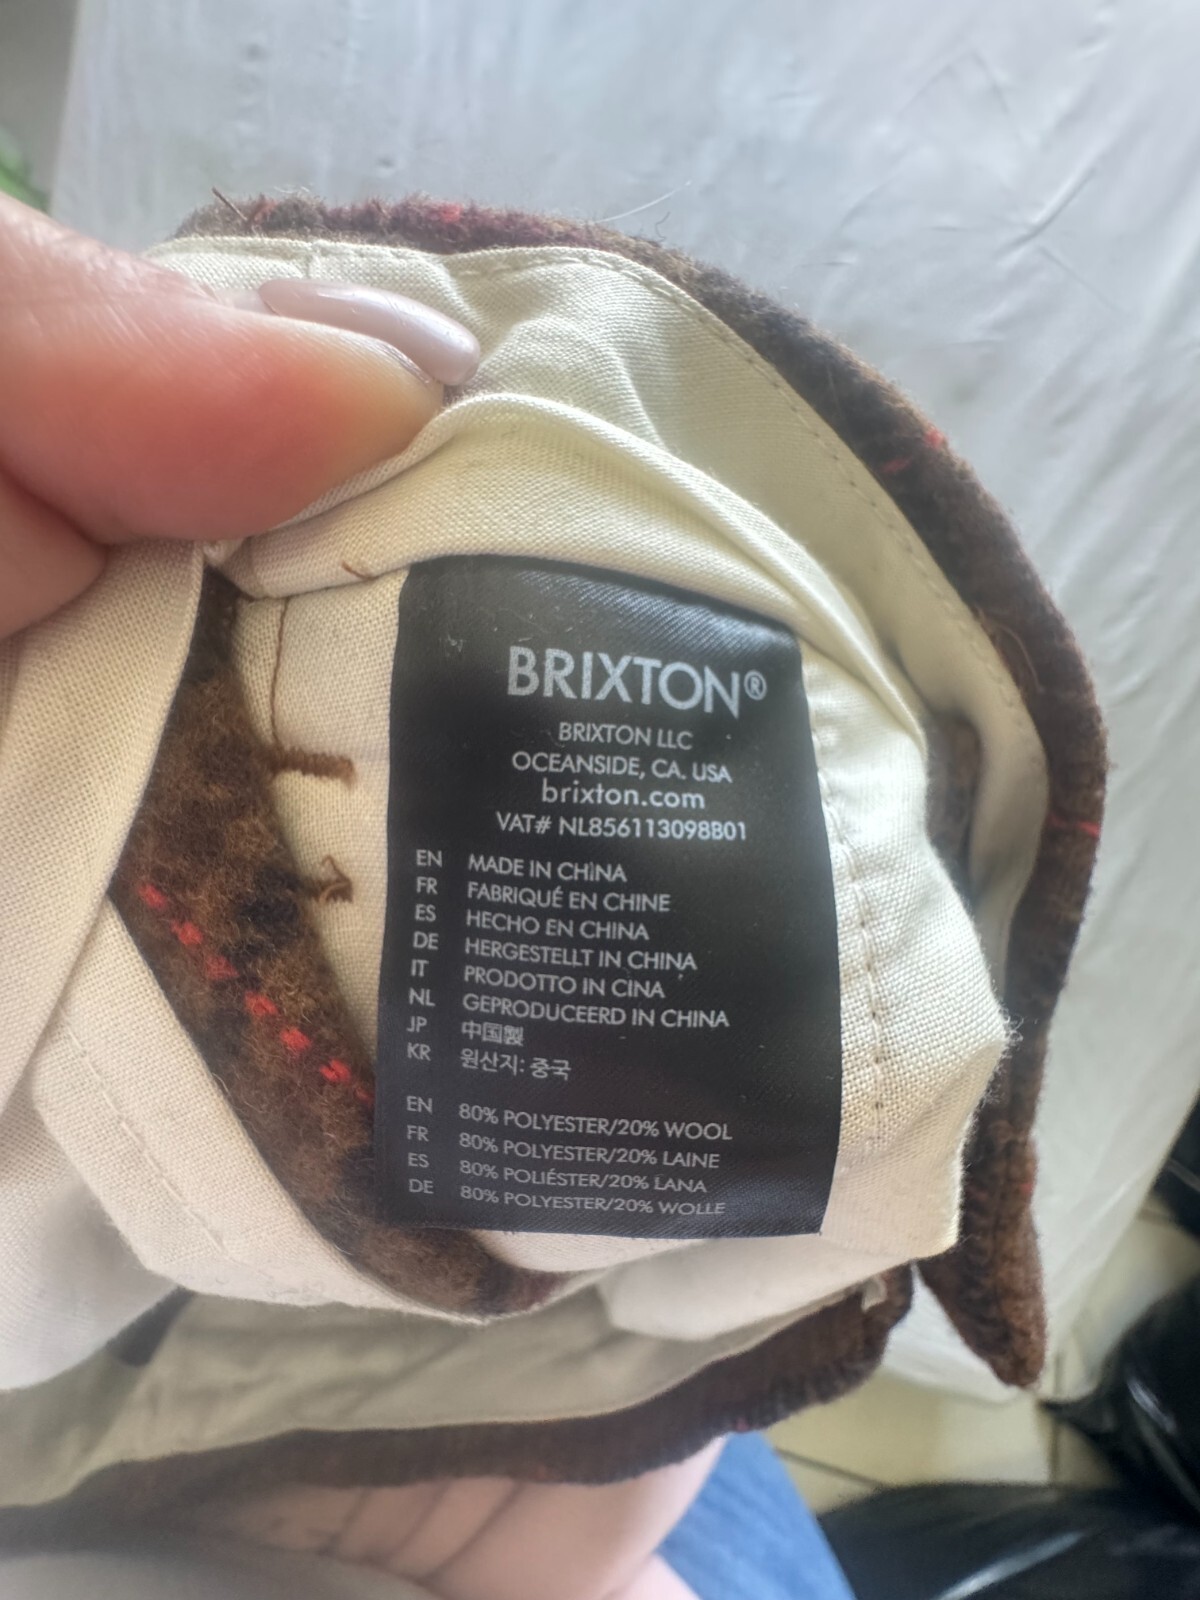 BRIXTON®
BRIXTON LLC
OCEANSIDE, CA. USA
brixton.com
VAT# NL856113098B01
EN MADE IN CHINA
FR FABRIQUÉ EN CHINE
ES HECHO EN CHINA
DE HERGESTELLT IN CHINA
IT PRODOTTO IN CINA
NL GEPRODUCEERD IN CHINA
JP 中国製
KR 원산지: 중국
EN 80% POLYESTER/20% WOOL
FR 80% POLYESTER/20% LAINE
ES 80% POLIÉSTER/20% LANA
DE 80% POLYESTER/20% WOLLE